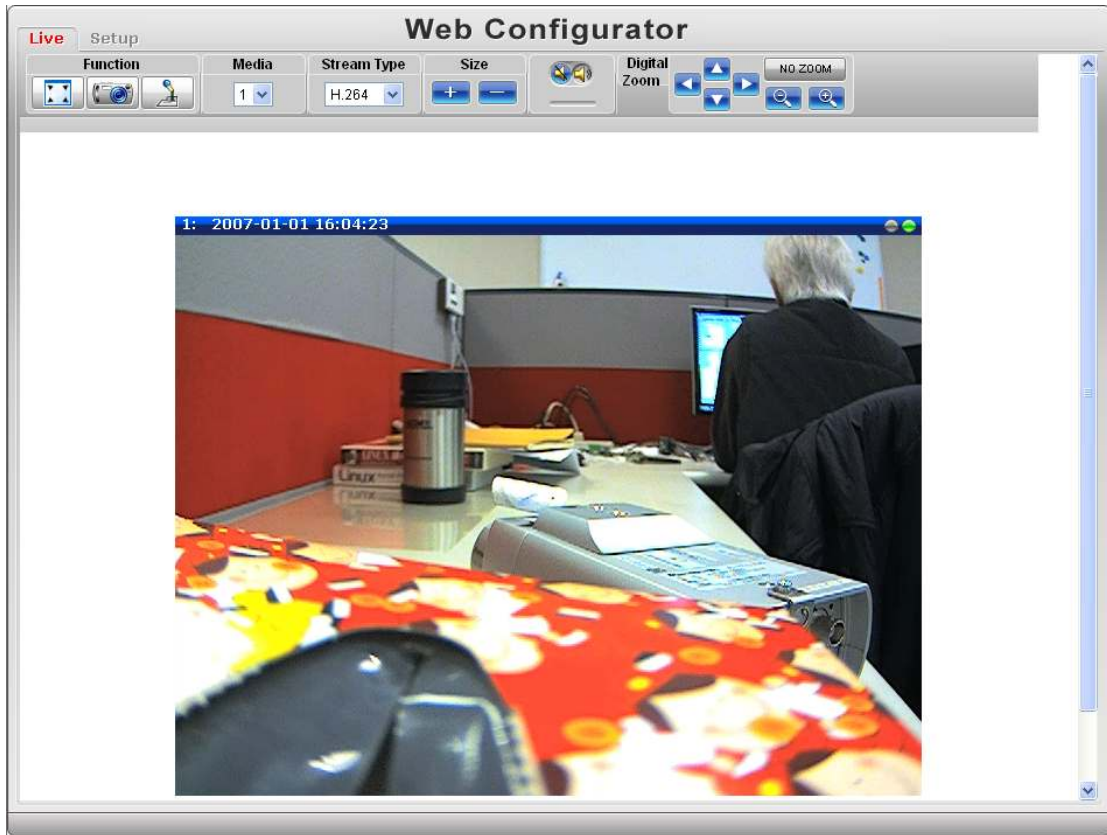 Web Configurator
Live Setup
Function Media Stream Type Size Digital Zoom
1 H.264 NO ZOOM
1: 2007-01-01 16:04:23
Linux